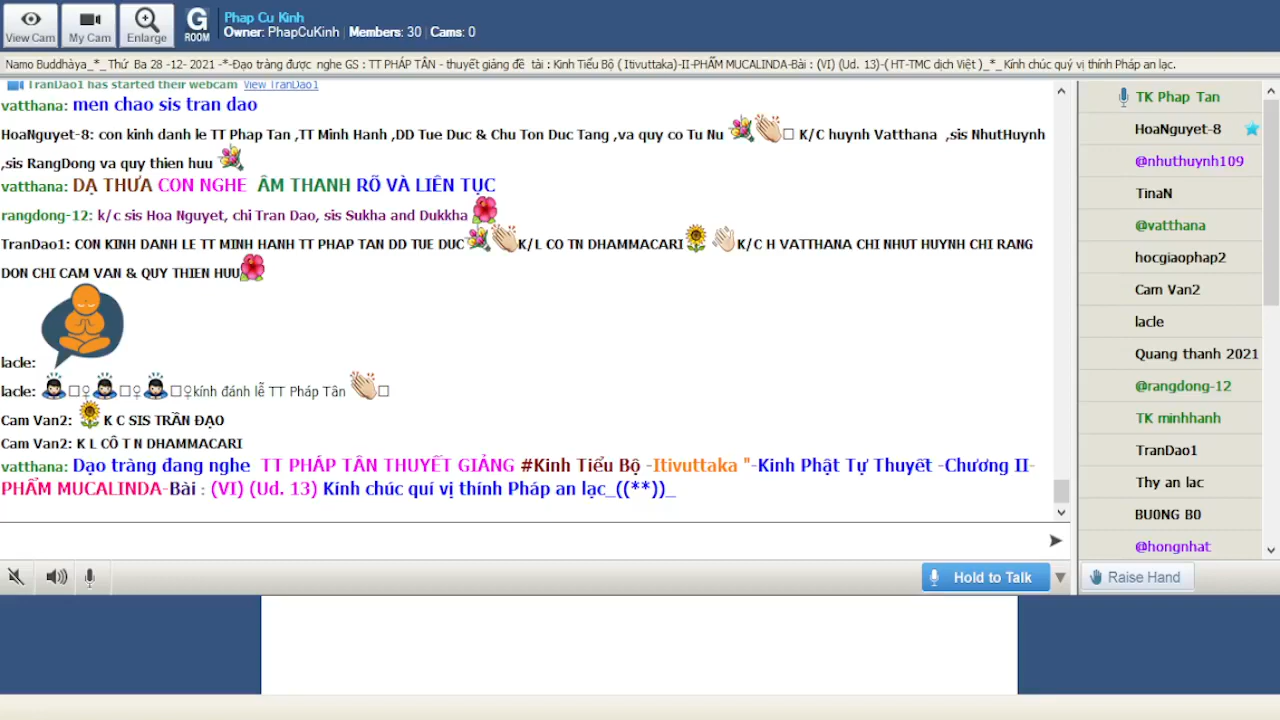 Phap Cu Kinh
Owner: PhapCuKinh | Members: 30 | Cams: 0
View Cam
My Cam
Enlarge
G
ROOM
Namo Buddhàya_*_Thứ Ba 28 -12- 2021 -*-Đạo tràng được nghe GS : TT PHÁP TÂN - thuyết giảng đề tài : Kinh Tiểu Bộ ( Itivuttaka)-II-PHẨM MUCALINDA-Bài : (VI) (Ud. 13)-( HT-TMC dịch Việt )_*_Kính chúc quý vị thính Pháp an lạc.
TranDao1 has started their webcam View TranDao1
vatthana: men chao sis tran dao
HoaNguyet-8: con kinh danh le TT Phap Tan ,TT Minh Hanh ,DD Tue Duc & Chu Ton Duc Tang ,va quy co Tu Nu K/C huynh Vatthana ,sis NhutHuynh
,sis RangDong va quy thien huu
vatthana: DẠ THƯA CON NGHE ÂM THANH RÕ VÀ LIÊN TỤC
rangdong-12: k/c sis Hoa Nguyet, chi Tran Dao, sis Sukha and Dukkha
TranDao1: CON KINH DANH LE TT MINH HANH TT PHAP TAN DD TUE DUC K/L CO TN DHAMMACARI K/C H VATTHANA CHI NHUT HUYNH CHI RANG
DON CHI CAM VAN & QUY THIEN HUU
lacle:
lacle: ♀ ♀ ♀kính đánh lễ TT Pháp Tân
Cam Van2: K C SIS TRẦN ĐẠO
Cam Van2: K L CÔ T N DHAMMACARI
vatthana: Dạo tràng đang nghe TT PHÁP TÂN THUYẾT GIẢNG #Kinh Tiểu Bộ -Itivuttaka "-Kinh Phật Tự Thuyết -Chương II-
PHẨM MUCALINDA-Bài : (VI) (Ud. 13) Kính chúc quí vị thính Pháp an lạc_((**))_
TK Phap Tan
HoaNguyet-8
@nhuthuynh109
TinaN
@vatthana
hocgiaophap2
Cam Van2
lacle
Quang thanh 2021
@rangdong-12
TK minhhanh
TranDao1
Thy an lac
BU0NG B0
@hongnhat
Hold to Talk
Raise Hand